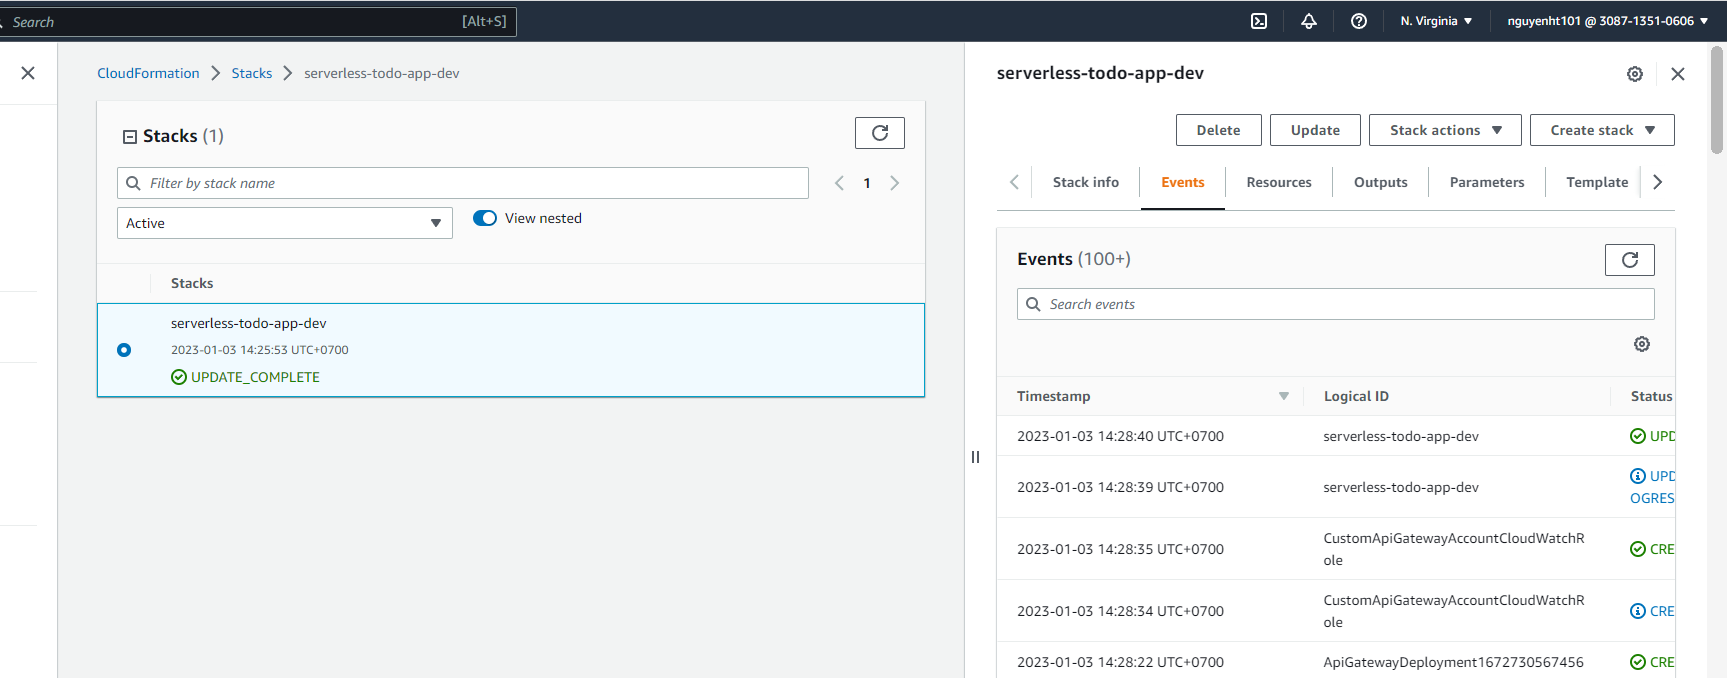 Search [Alt+S] N. Virginia nguyenht101 @ 3087-1351-0606
CloudFormation Stacks serverless-todo-app-dev
Stacks (1)
Filter by stack name 1
Active View nested
Stacks
serverless-todo-app-dev
2023-01-03 14:25:53 UTC+0700
UPDATE_COMPLETE
serverless-todo-app-dev
Delete Update Stack actions Create stack
Stack info Events Resources Outputs Parameters Template
Events (100+)
Search events
Timestamp Logical ID Status
2023-01-03 14:28:40 UTC+0700 serverless-todo-app-dev UPD
2023-01-03 14:28:39 UTC+0700 serverless-todo-app-dev UPD
OGRES
2023-01-03 14:28:35 UTC+0700 CustomApiGatewayAccountCloudWatchR
ole CRE
2023-01-03 14:28:34 UTC+0700 CustomApiGatewayAccountCloudWatchR
ole CRE
2023-01-03 14:28:22 UTC+0700 ApiGatewayDeployment1672730567456 CRE